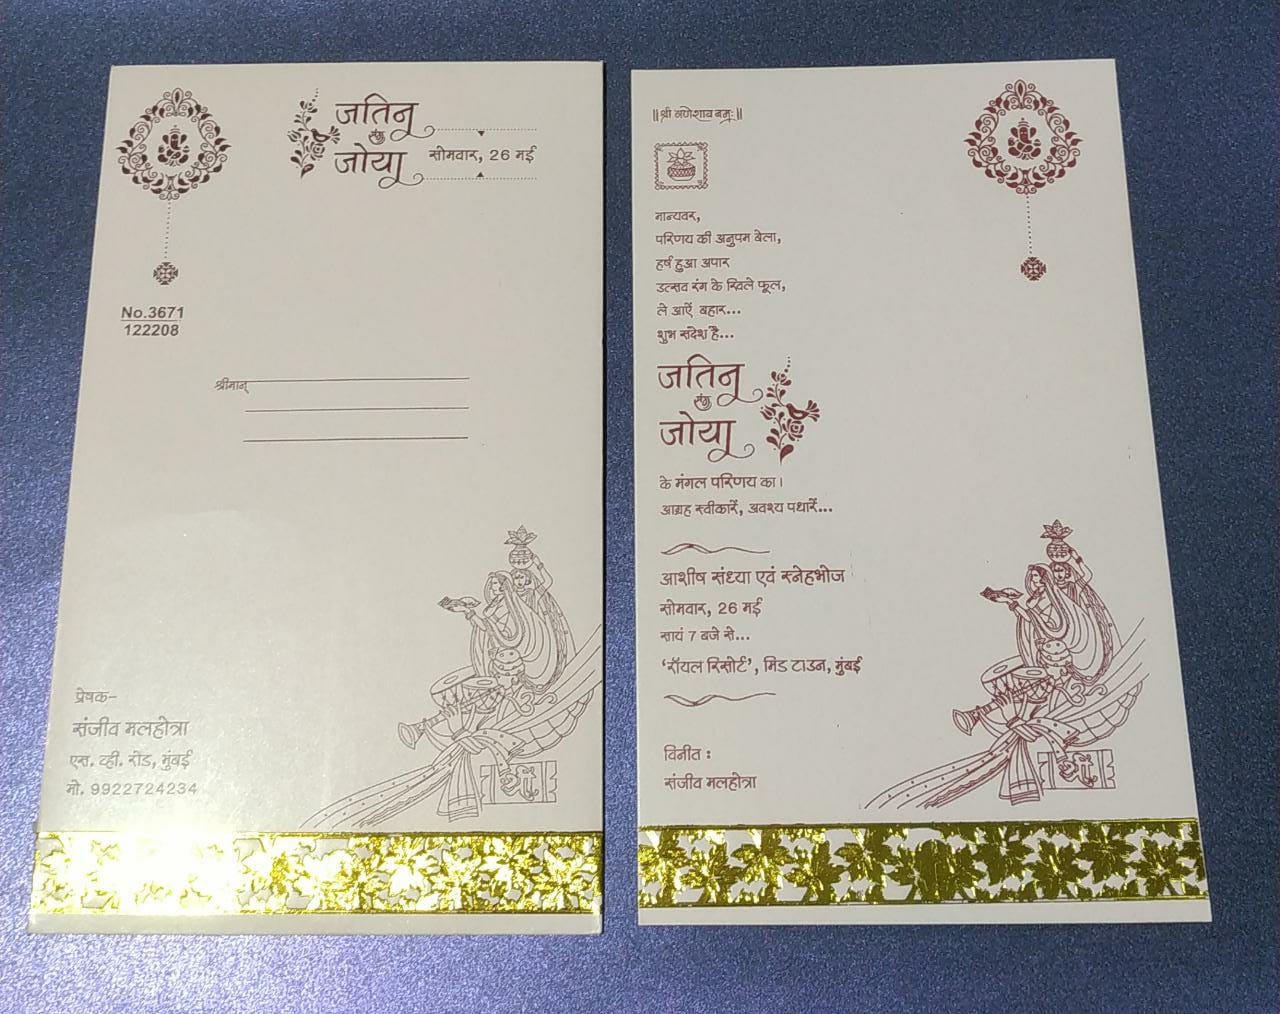 जतिन
संग
जोया
सोमवार, 26 मई
No.3671
122208
श्रीमान्
प्रेषक–
संजीव मलहोत्रा
एस. व्ही. रोड, मुंबई
मो. 9922724234
॥श्री गणेशाय नमः॥
मान्यवर,
परिणय की अनुपम बेला,
हर्ष हुआ अपार
उत्सव रंग के खिले फूल,
ले आऐं बहार...
शुभ संदेश है...
जतिन
संग
जोया
के मंगल परिणय का।
आग्रह स्वीकारें, अवश्य पधारें...
आशीष संध्या एवं स्नेहभोज
सोमवार, 26 मई
सायं 7 बजे से...
‘रॉयल रिसोर्ट’, मिड टाउन, मुंबई
विनीत :
संजीव मलहोत्रा